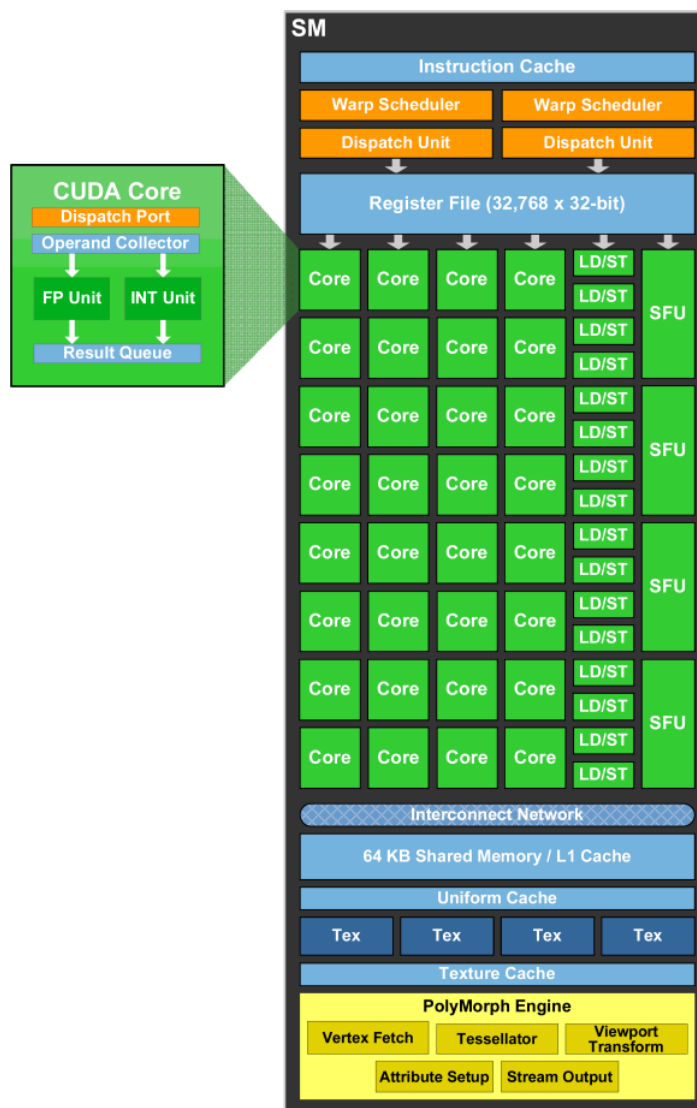 SM
Instruction Cache
Warp Scheduler
Warp Scheduler
Dispatch Unit
Dispatch Unit
Register File (32,768 x 32-bit)
CUDA Core
Dispatch Port
Operand Collector
FP Unit
INT Unit
Result Queue
Core Core Core Core LD/ST SFU
LD/ST
Core Core Core Core LD/ST
LD/ST
Core Core Core Core LD/ST SFU
LD/ST
Core Core Core Core LD/ST
LD/ST
Core Core Core Core LD/ST SFU
LD/ST
Core Core Core Core LD/ST
LD/ST
Core Core Core Core LD/ST SFU
LD/ST
Core Core Core Core LD/ST
LD/ST
Interconnect Network
64 KB Shared Memory / L1 Cache
Uniform Cache
Tex Tex Tex Tex
Texture Cache
PolyMorph Engine
Vertex Fetch
Tessellator
Viewport
Transform
Attribute Setup
Stream Output